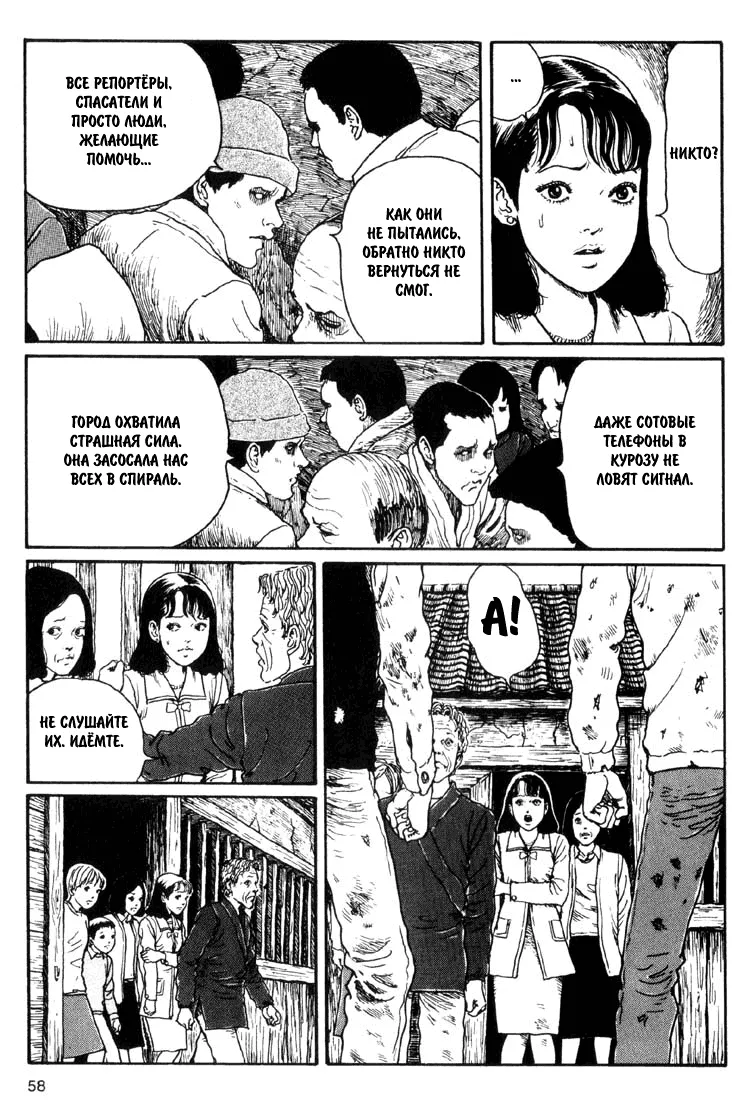 ВСЕ РЕПОРТЁРЫ,
СПАСАТЕЛИ И
ПРОСТО ЛЮДИ,
ЖЕЛАЮЩИЕ
ПОМОЧЬ...
КАК ОНИ
НЕ ПЫТАЛИСЬ,
ОБРАТНО НИКТО
ВЕРНУТЬСЯ НЕ
СМОГ.
...
НИКТО?
ГОРОД ОХВАТИЛА
СТРАШНАЯ СИЛА.
ОНА ЗАСОСАЛА НАС
ВСЕХ В СПИРАЛЬ.
ДАЖЕ СОТОВЫЕ
ТЕЛЕФОНЫ В
КУРОЗУ НЕ
ЛОВЯТ СИГНАЛ.
НЕ СЛУШАЙТЕ
ИХ. ИДЁМТЕ.
А!
58